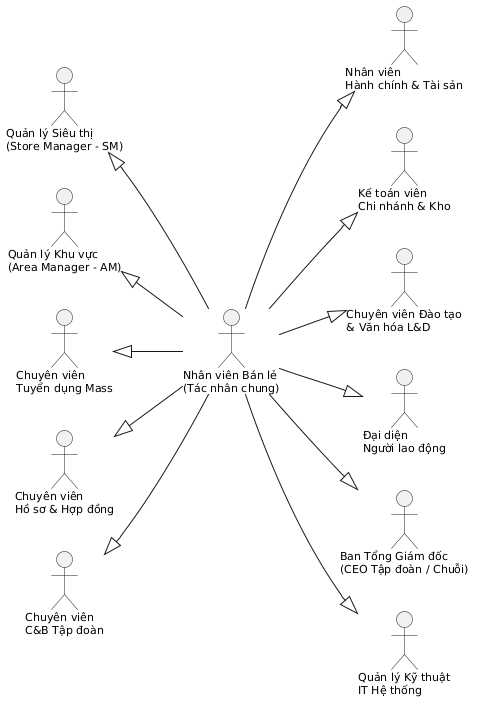 Nhân viên
Hành chính & Tài sản
Quản lý Siêu thị
(Store Manager - SM)
Kế toán viên
Chi nhánh & Kho
Quản lý Khu vực
(Area Manager - AM)
Chuyên viên Đào tạo
& Văn hóa L&D
Chuyên viên
Tuyển dụng Mass
Nhân viên Bán lẻ
(Tác nhân chung)
Đại diện
Người lao động
Chuyên viên
Hồ sơ & Hợp đồng
Ban Tổng Giám đốc
(CEO Tập đoàn / Chuỗi)
Chuyên viên
C&B Tập đoàn
Quản lý Kỹ thuật
IT Hệ thống